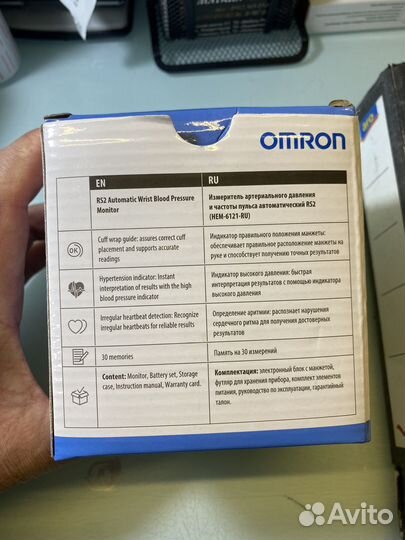 OMRON
EN
RS2 Automatic Wrist Blood Pressure
Monitor
RU
Измеритель артериального давления
и частоты пульса автоматический RS2
(HEM-6121-RU)
OK
Cuff wrap guide: assures correct cuff
placement and supports accurate
readings
Индикатор правильного положения манжеты:
обеспечивает правильное расположение манжеты на
руке и способствует получению точных результатов
Hypertension indicator: Instant
interpretation of results with the high
blood pressure indicator
Индикатор высокого давления: быстрая
интерпретация результатов с помощью индикатора
высокого давления
Irregular heartbeat detection: Recognize
irregular heartbeats for reliable results
Определение аритмии: распознает нарушения
сердечного ритма для получения достоверных
результатов
30 memories
Память на 30 измерений
Content: Monitor, Battery set, Storage
case, Instruction manual, Warranty card.
Комплектация: электронный блок с манжетой,
футляр для хранения прибора, комплект элементов
питания, руководство по эксплуатации, гарантийный
талон.
Avito